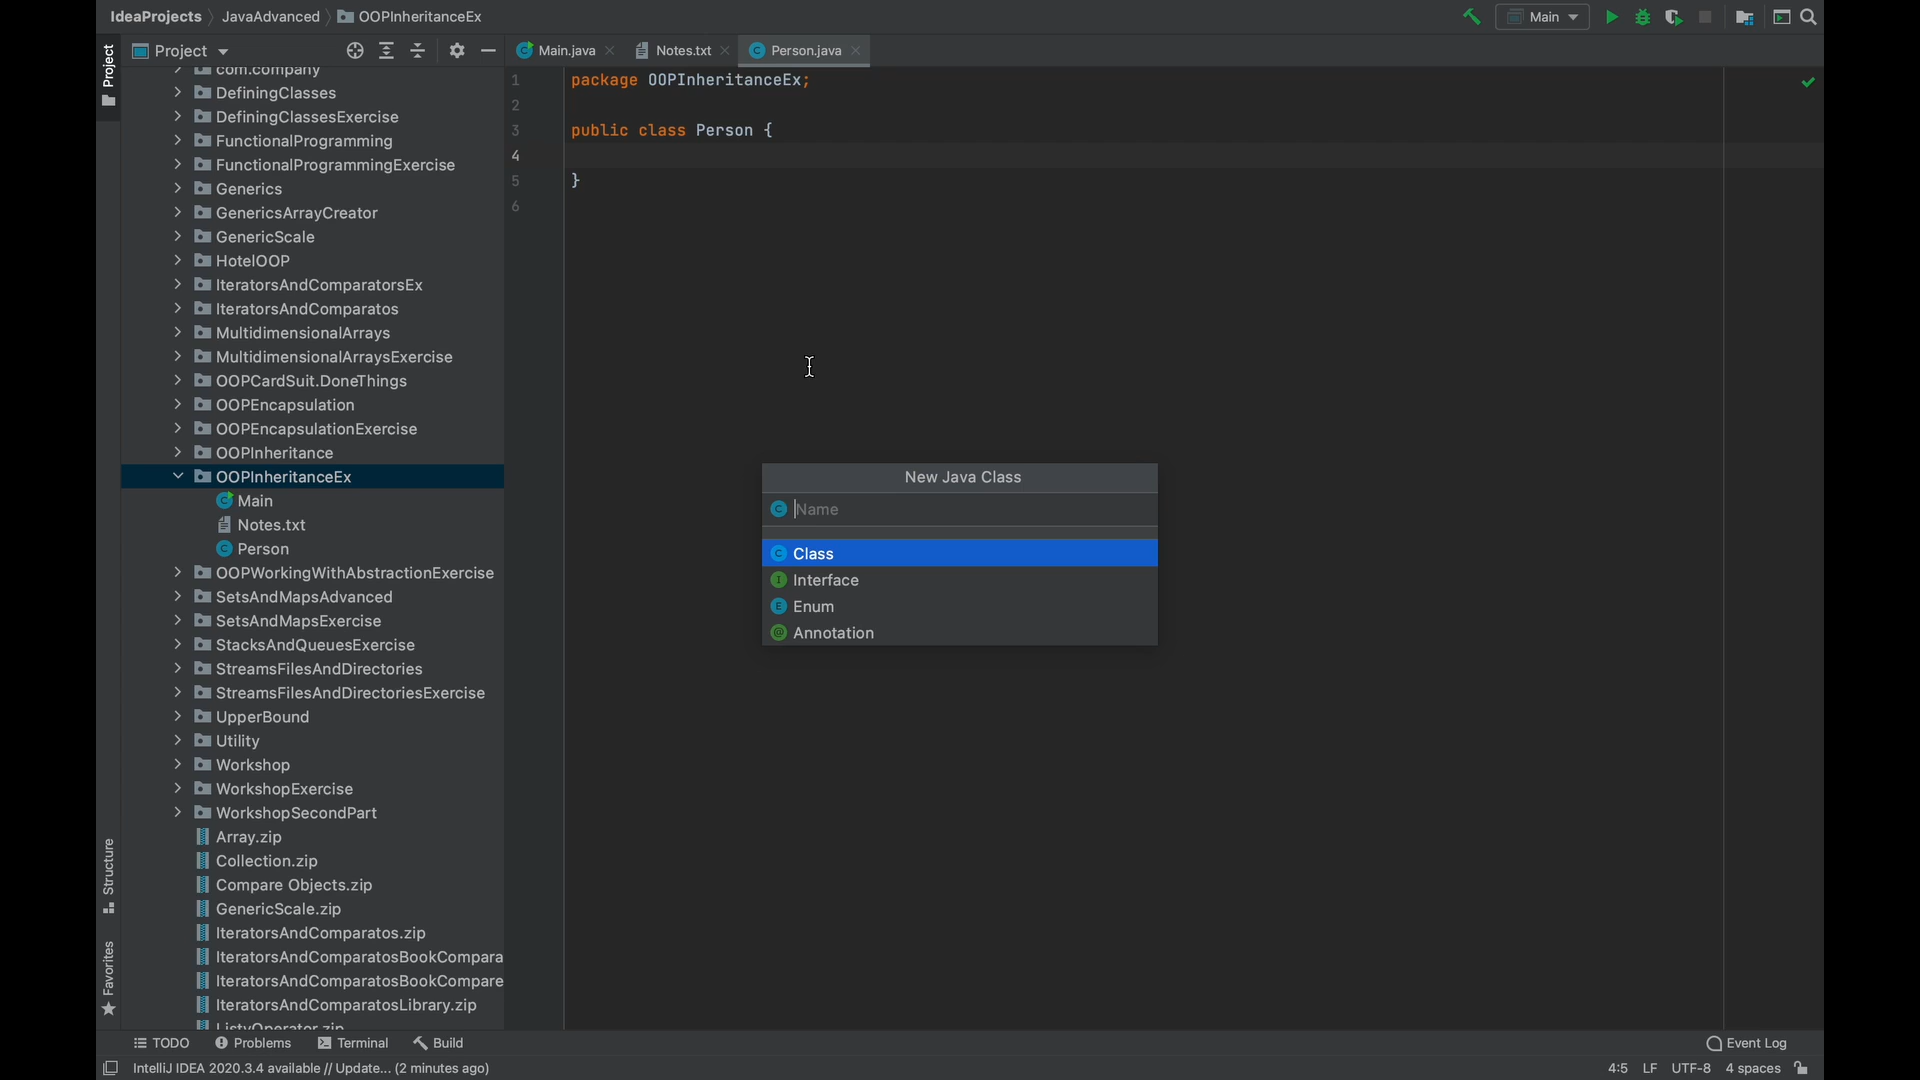 IdeaProjects JavaAdvanced OOPInheritanceEx
Main
Project
Main.java Notes.txt Person.java
Project
com.company
DefiningClasses
DefiningClassesExercise
FunctionalProgramming
FunctionalProgrammingExercise
Generics
GenericsArrayCreator
GenericScale
HotelOOP
IteratorsAndComparatorsEx
IteratorsAndComparatos
MultidimensionalArrays
MultidimensionalArraysExercise
OOPCardSuit.DoneThings
OOPEncapsulation
OOPEncapsulationExercise
OOPInheritance
OOPInheritanceEx
Main
Notes.txt
Person
OOPWorkingWithAbstractionExercise
SetsAndMapsAdvanced
SetsAndMapsExercise
StacksAndQueuesExercise
StreamsFilesAndDirectories
StreamsFilesAndDirectoriesExercise
UpperBound
Utility
Workshop
WorkshopExercise
WorkshopSecondPart
Array.zip
Collection.zip
Compare Objects.zip
GenericScale.zip
IteratorsAndComparatos.zip
IteratorsAndComparatosBookCompara
IteratorsAndComparatosBookCompare
IteratorsAndComparatosLibrary.zip
ListyOperator.zip
Structure
Favorites
1 package OOPInheritanceEx;
2
3 public class Person {
4
5 }
6
New Java Class
Name
Class
Interface
Enum
Annotation
TODO Problems Terminal Build Event Log
IntelliJ IDEA 2020.3.4 available // Update... (2 minutes ago) 4:5 LF UTF-8 4 spaces